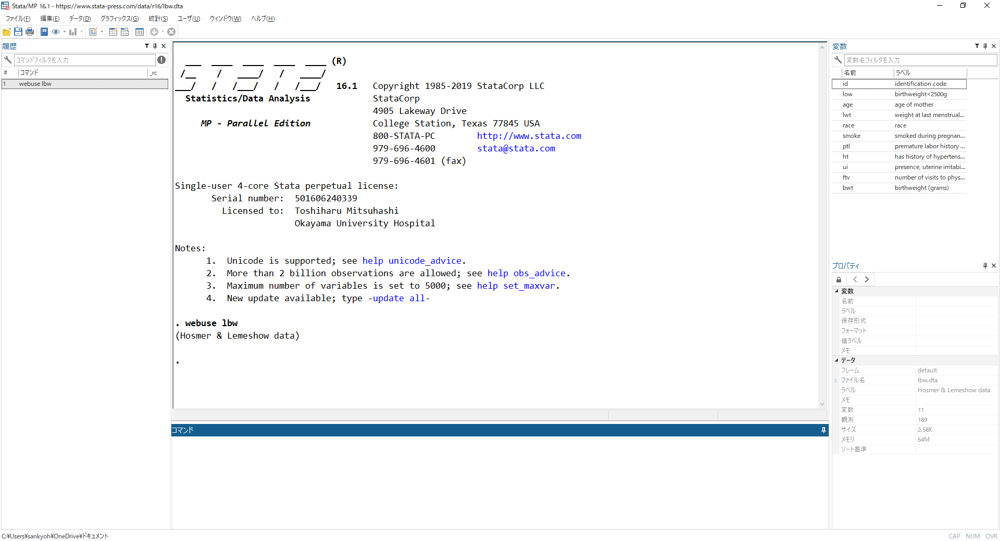 Stata/MP 16.1 - https://www.stata-press.com/data/r16/lbw.dta
ファイル(F) 編集(E) データ(D) グラフィックス(G) 統計(S) ユーザ(U) ウィンドウ(W) ヘルプ(H)
履歴
コマンドフィルタを入力
# コマンド _rc
1 webuse lbw
(R)
16.1 Copyright 1985-2019 StataCorp LLC
Statistics/Data Analysis StataCorp
4905 Lakeway Drive
MP - Parallel Edition College Station, Texas 77845 USA
800-STATA-PC http://www.stata.com
979-696-4600 stata@stata.com
979-696-4601 (fax)
Single-user 4-core Stata perpetual license:
Serial number: 501606240339
Licensed to: Toshiharu Mitsuhashi
Okayama University Hospital
Notes:
1. Unicode is supported; see help unicode_advice.
2. More than 2 billion observations are allowed; see help obs_advice.
3. Maximum number of variables is set to 5000; see help set_maxvar.
4. New update available; type -update all-
. webuse lbw
(Hosmer & Lemeshow data)
.
コマンド
変数
変数名フィルタを入力
名前 ラベル
id identification code
low birthweight<2500g
age age of mother
lwt weight at last menstrual...
race race
smoke smoked during pregnan...
ptl premature labor history ...
ht has history of hypertens...
ui presence, uterine irritabi...
ftv number of visits to phys...
bwt birthweight (grams)
プロパティ
変数
名前
ラベル
保存形式
フォーマット
値ラベル
メモ
データ
フレーム default
ファイル名 lbw.dta
ラベル Hosmer & Lemeshow data
メモ
変数 11
観測 189
サイズ 2.58K
メモリ 64M
ソート基準
C:¥Users¥sankyoh¥OneDrive¥ドキュメント
CAP NUM OVR